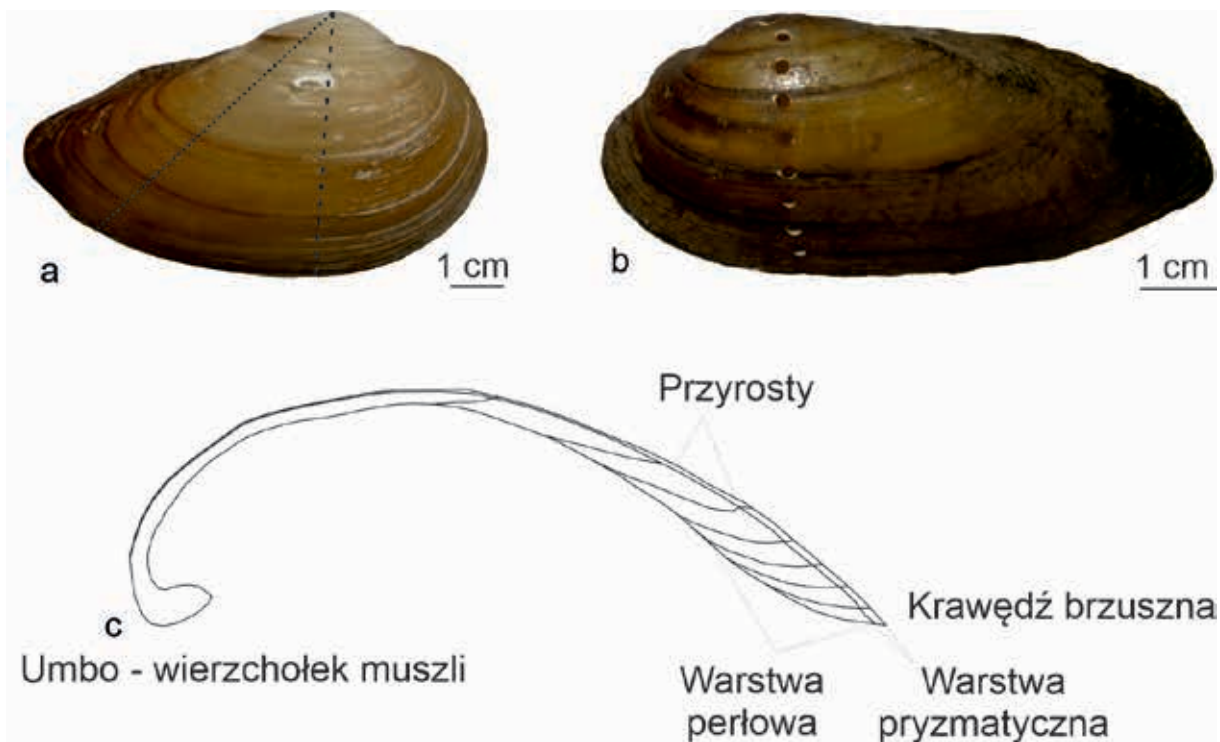 a
1 cm
b
1 cm
Przyrosty
c
Umbo - wierzchołek muszli
Krawędź brzuszna
Warstwa
perłowa
Warstwa
pryzmatyczna